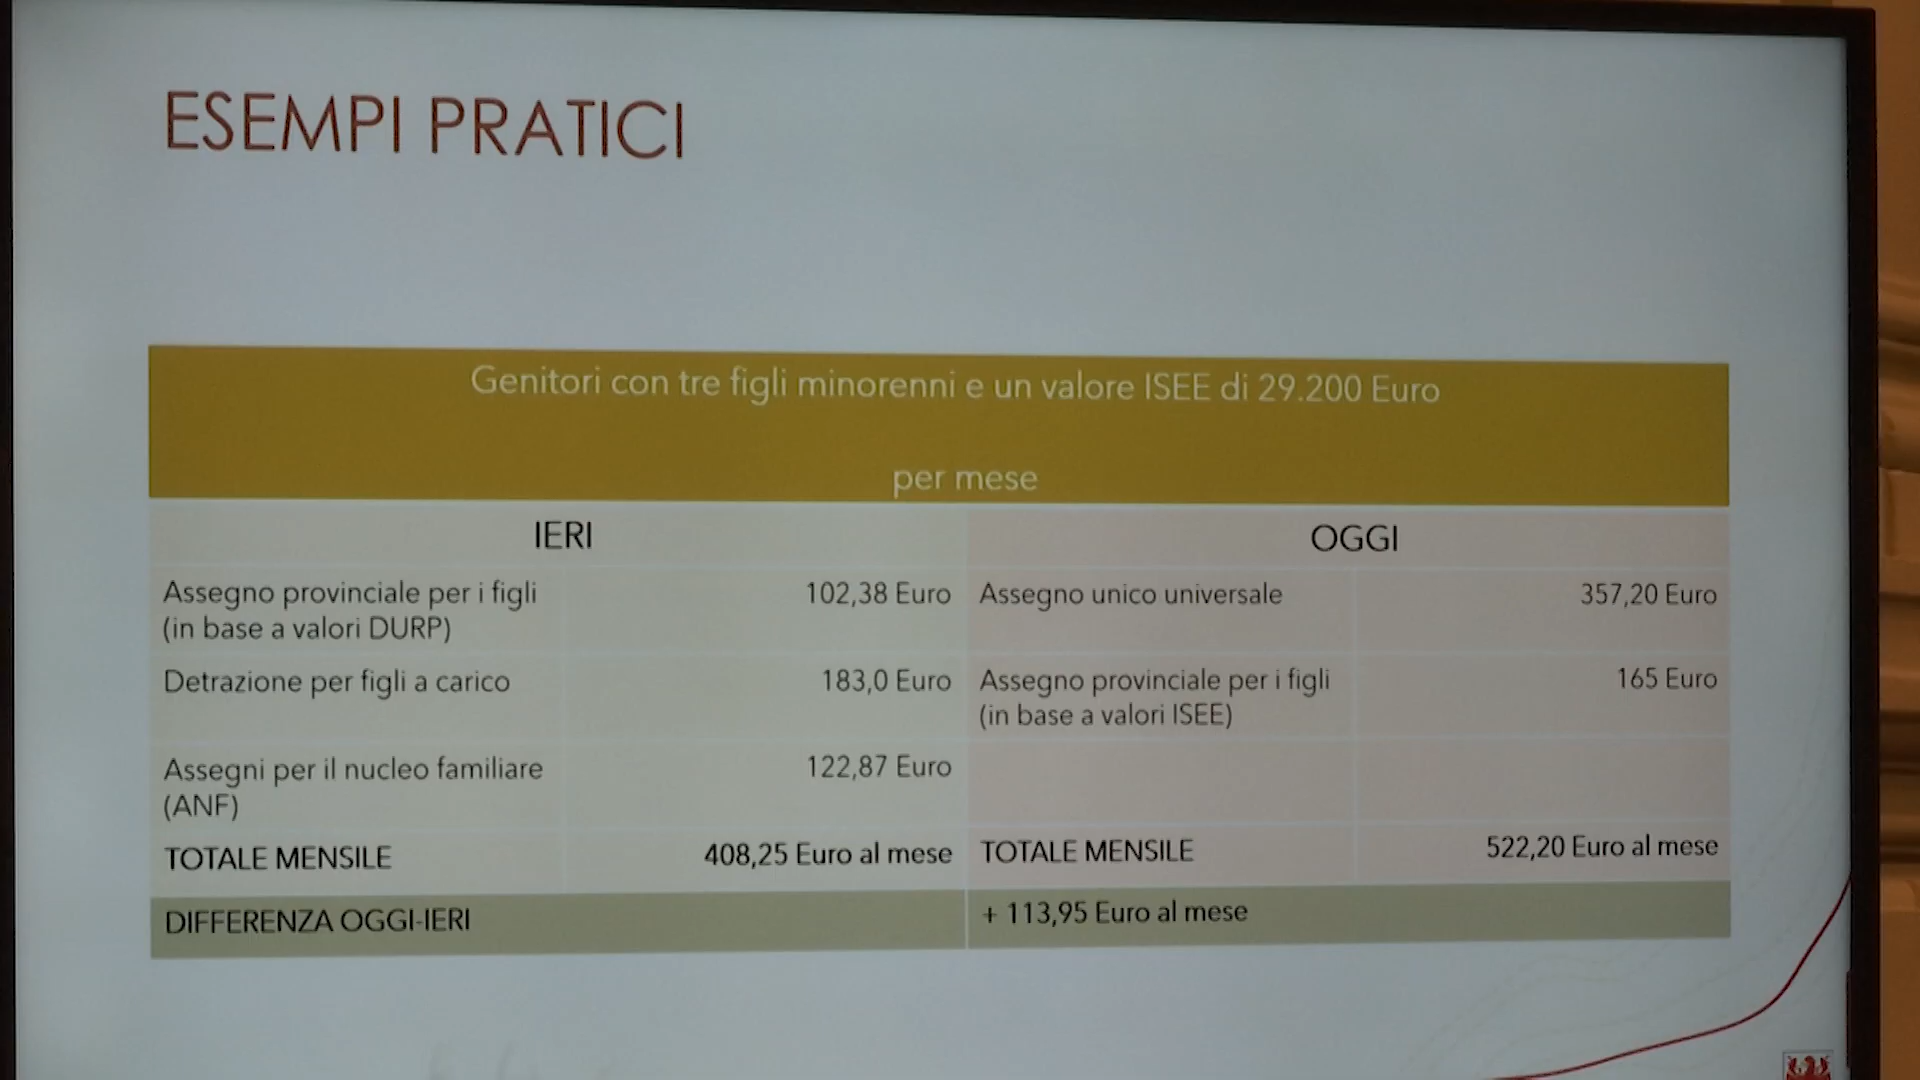 ESEMPI PRATICI
Genitori con tre figli minorenni e un valore ISEE di 29.200 Euro
per mese
IERI
OGGI
Assegno provinciale per i figli
(in base a valori DURP)
102,38 Euro
Assegno unico universale
357,20 Euro
Detrazione per figli a carico
183,0 Euro
Assegno provinciale per i figli
(in base a valori ISEE)
165 Euro
Assegni per il nucleo familiare
(ANF)
122,87 Euro
TOTALE MENSILE
408,25 Euro al mese
TOTALE MENSILE
522,20 Euro al mese
DIFFERENZA OGGI-IERI
+ 113,95 Euro al mese